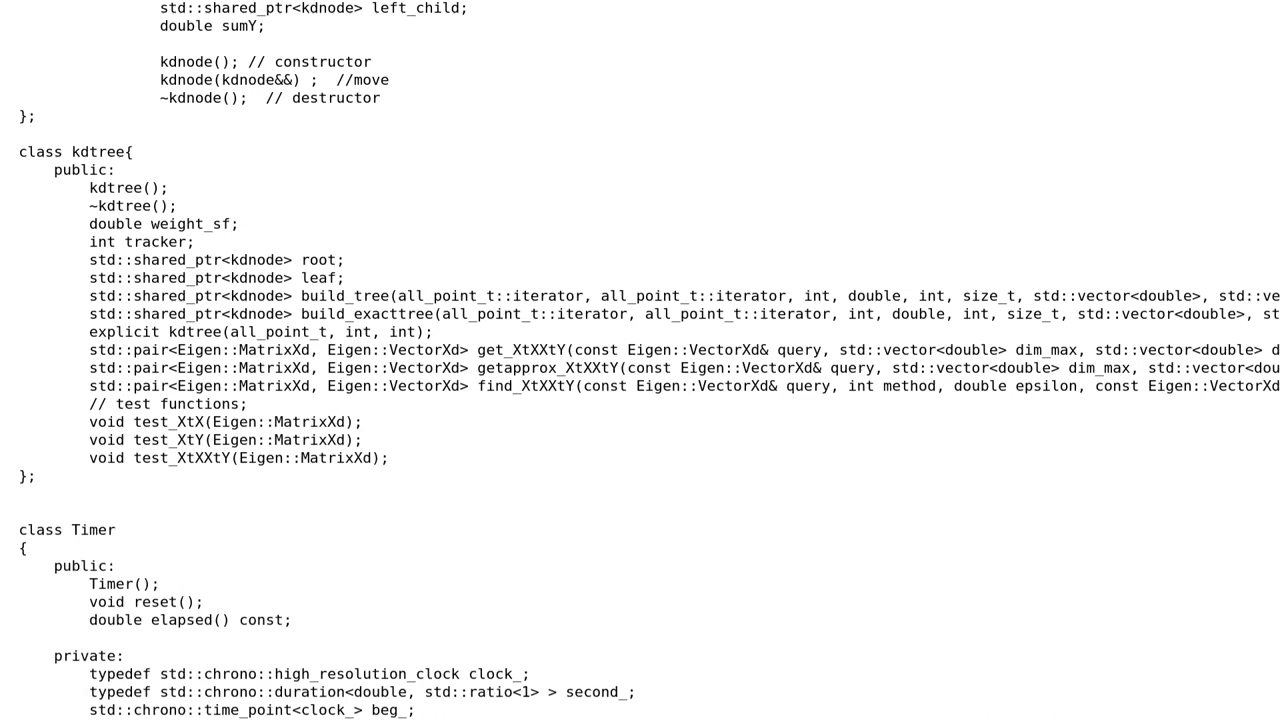 std::shared_ptr<kdnode> left_child;
double sumY;
kdnode(); // constructor
kdnode(kdnode&&) ;  //move
~kdnode();  // destructor
};
class kdtree{
public:
kdtree();
~kdtree();
double weight_sf;
int tracker;
std::shared_ptr<kdnode> root;
std::shared_ptr<kdnode> leaf;
std::shared_ptr<kdnode> build_tree(all_point_t::iterator, all_point_t::iterator, int, double, int, size_t, std::vector<double>, std::ve
std::shared_ptr<kdnode> build_exacttree(all_point_t::iterator, all_point_t::iterator, int, double, int, size_t, std::vector<double>, st
explicit kdtree(all_point_t, int, int);
std::pair<Eigen::MatrixXd, Eigen::VectorXd> get_XtXXtY(const Eigen::VectorXd& query, std::vector<double> dim_max, std::vector<double> d
std::pair<Eigen::MatrixXd, Eigen::VectorXd> getapprox_XtXXtY(const Eigen::VectorXd& query, std::vector<double> dim_max, std::vector<dou
std::pair<Eigen::MatrixXd, Eigen::VectorXd> find_XtXXtY(const Eigen::VectorXd& query, int method, double epsilon, const Eigen::VectorXd
// test functions;
void test_XtX(Eigen::MatrixXd);
void test_XtY(Eigen::MatrixXd);
void test_XtXXtY(Eigen::MatrixXd);
};
class Timer
{
public:
Timer();
void reset();
double elapsed() const;
private:
typedef std::chrono::high_resolution_clock clock_;
typedef std::chrono::duration<double, std::ratio<1> > second_;
std::chrono::time_point<clock_> beg_;